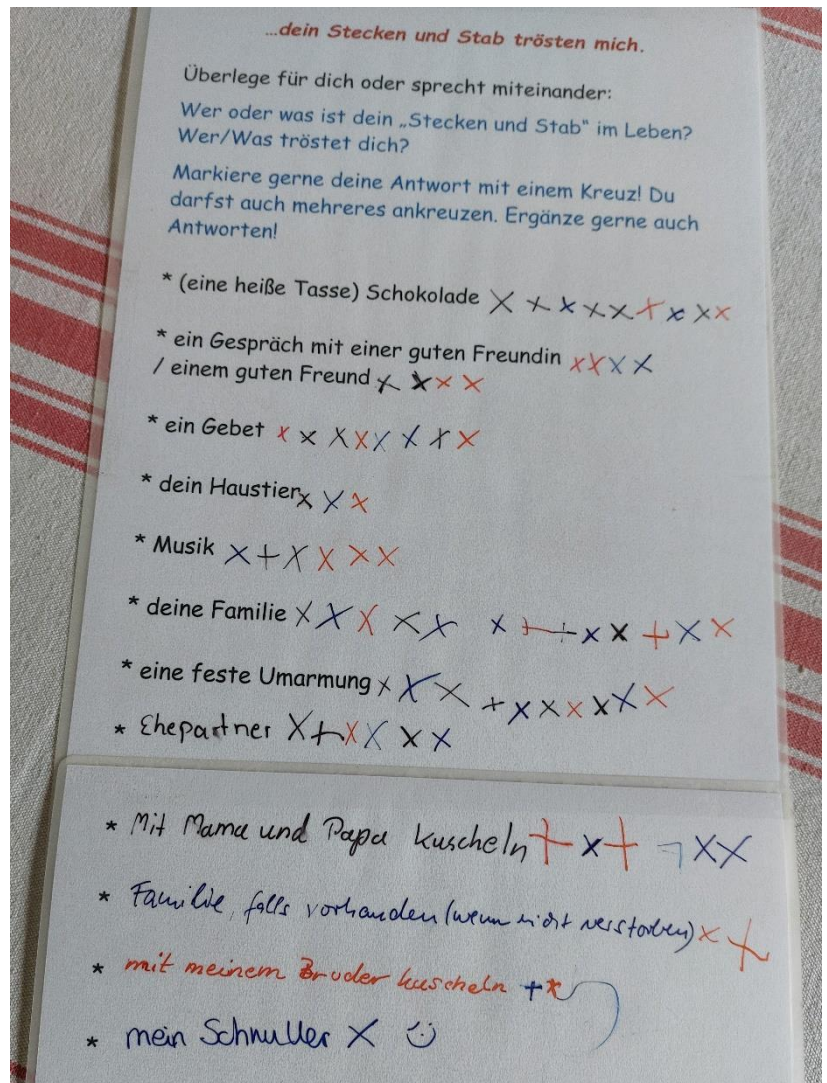 ...dein Stecken und Stab trösten mich.
Überlege für dich oder sprecht miteinander:
Wer oder was ist dein „Stecken und Stab" im Leben?
Wer/Was tröstet dich?
Markiere gerne deine Antwort mit einem Kreuz! Du
darfst auch mehreres ankreuzen. Ergänze gerne auch
Antworten!
* (eine heiße Tasse) Schokolade X X X X X X X X X
* ein Gespräch mit einer guten Freundin X X X X
/ einem guten Freund X X X X
* ein Gebet X X X X X X X X
* dein Haustier X X X
* Musik X + X X X X
* deine Familie X X X X X X + + X X + X X
* eine feste Umarmung X X X + X X X X X X
* Ehepartner X + X X X X
* Mit Mama und Papa kuscheln + X + X X
* Familie, falls vorhanden (wenn nicht verstorben) X +
* mit meinem Bruder kuscheln + X
* mein Schnuller X